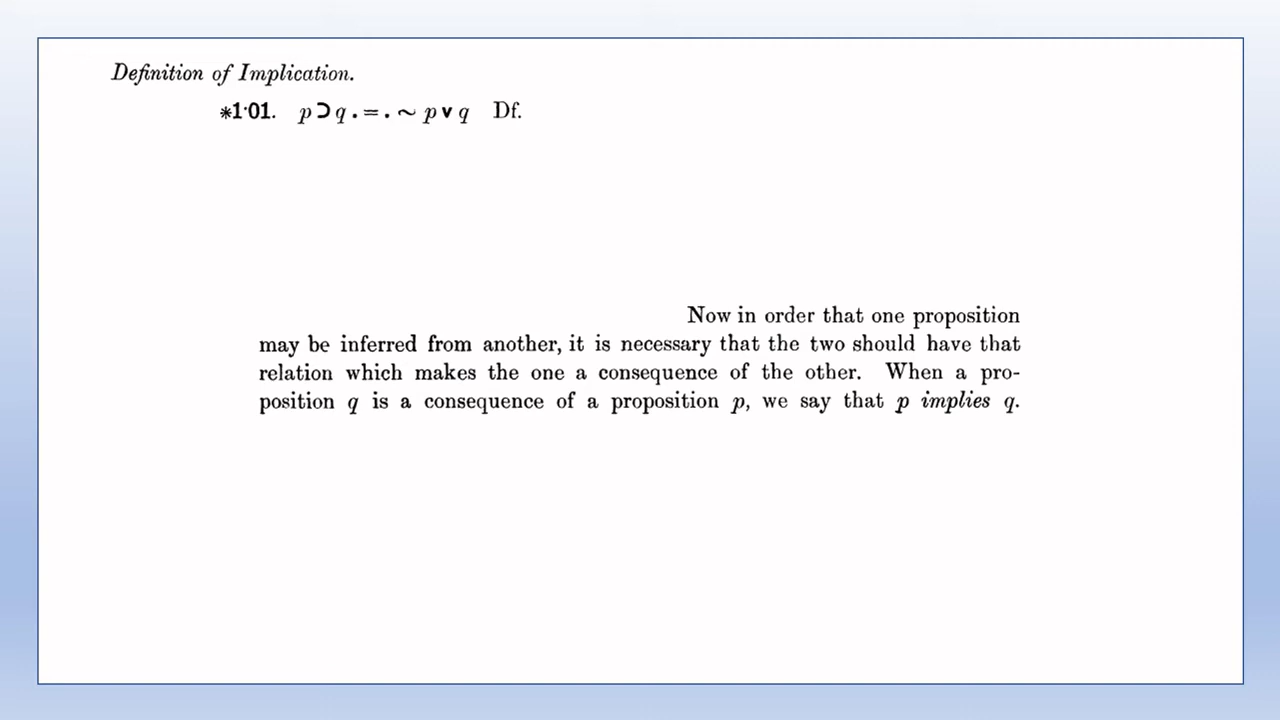 Definition of Implication.
∗1·01. p ⊃ q . = . ~ p v q Df.
Now in order that one proposition
may be inferred from another, it is necessary that the two should have that
relation which makes the one a consequence of the other. When a pro-
position q is a consequence of a proposition p, we say that p implies q.